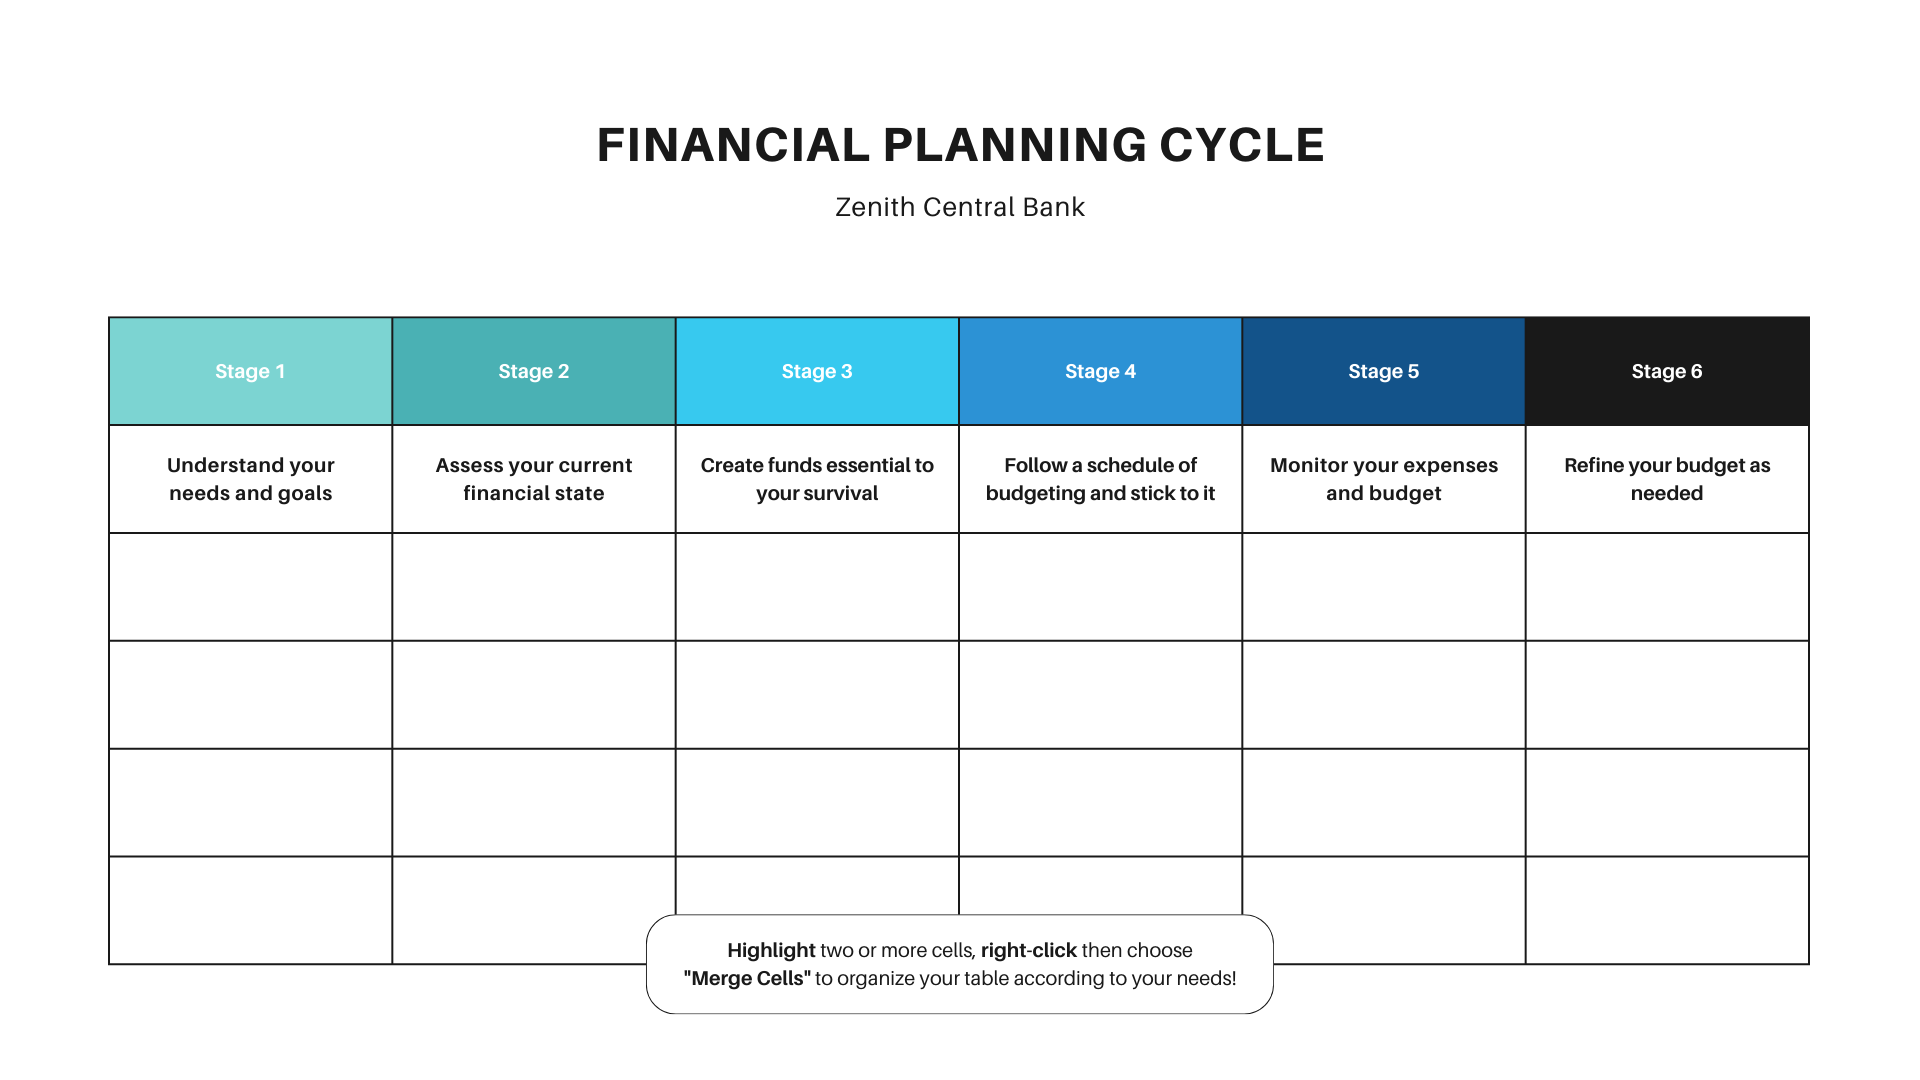 FINANCIAL PLANNING CYCLE
Zenith Central Bank
Stage 1
Stage 2
Stage 3
Stage 4
Stage 5
Stage 6
Understand your
needs and goals
Assess your current
financial state
Create funds essential to
your survival
Follow a schedule of
budgeting and stick to it
Monitor your expenses
and budget
Refine your budget as
needed
Highlight two or more cells, right-click then choose
"Merge Cells" to organize your table according to your needs!